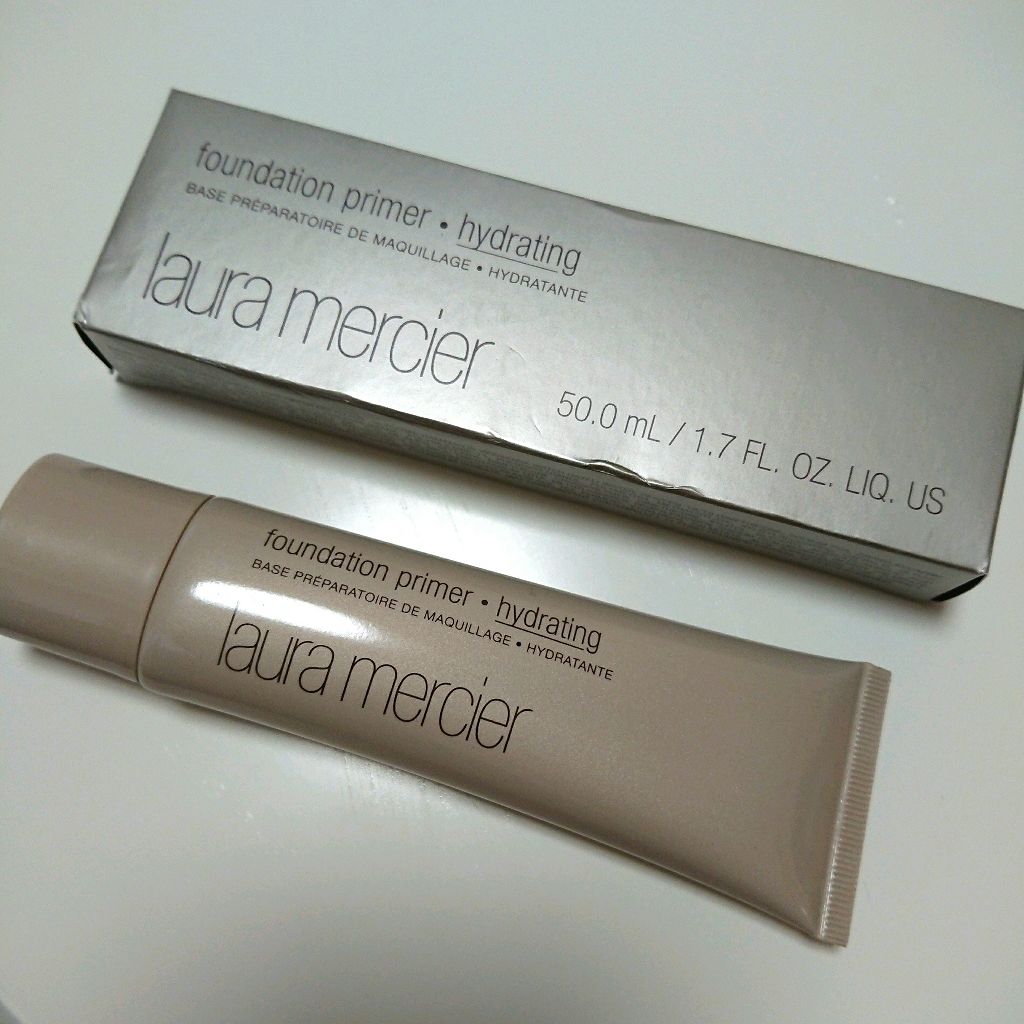 foundation primer • hydrating
BASE PRÉPARATOIRE DE MAQUILLAGE • HYDRATANTE
laura mercier
50.0 mL / 1.7 FL. OZ. LIQ. US
foundation primer • hydrating
BASE PRÉPARATOIRE DE MAQUILLAGE • HYDRATANTE
laura mercier